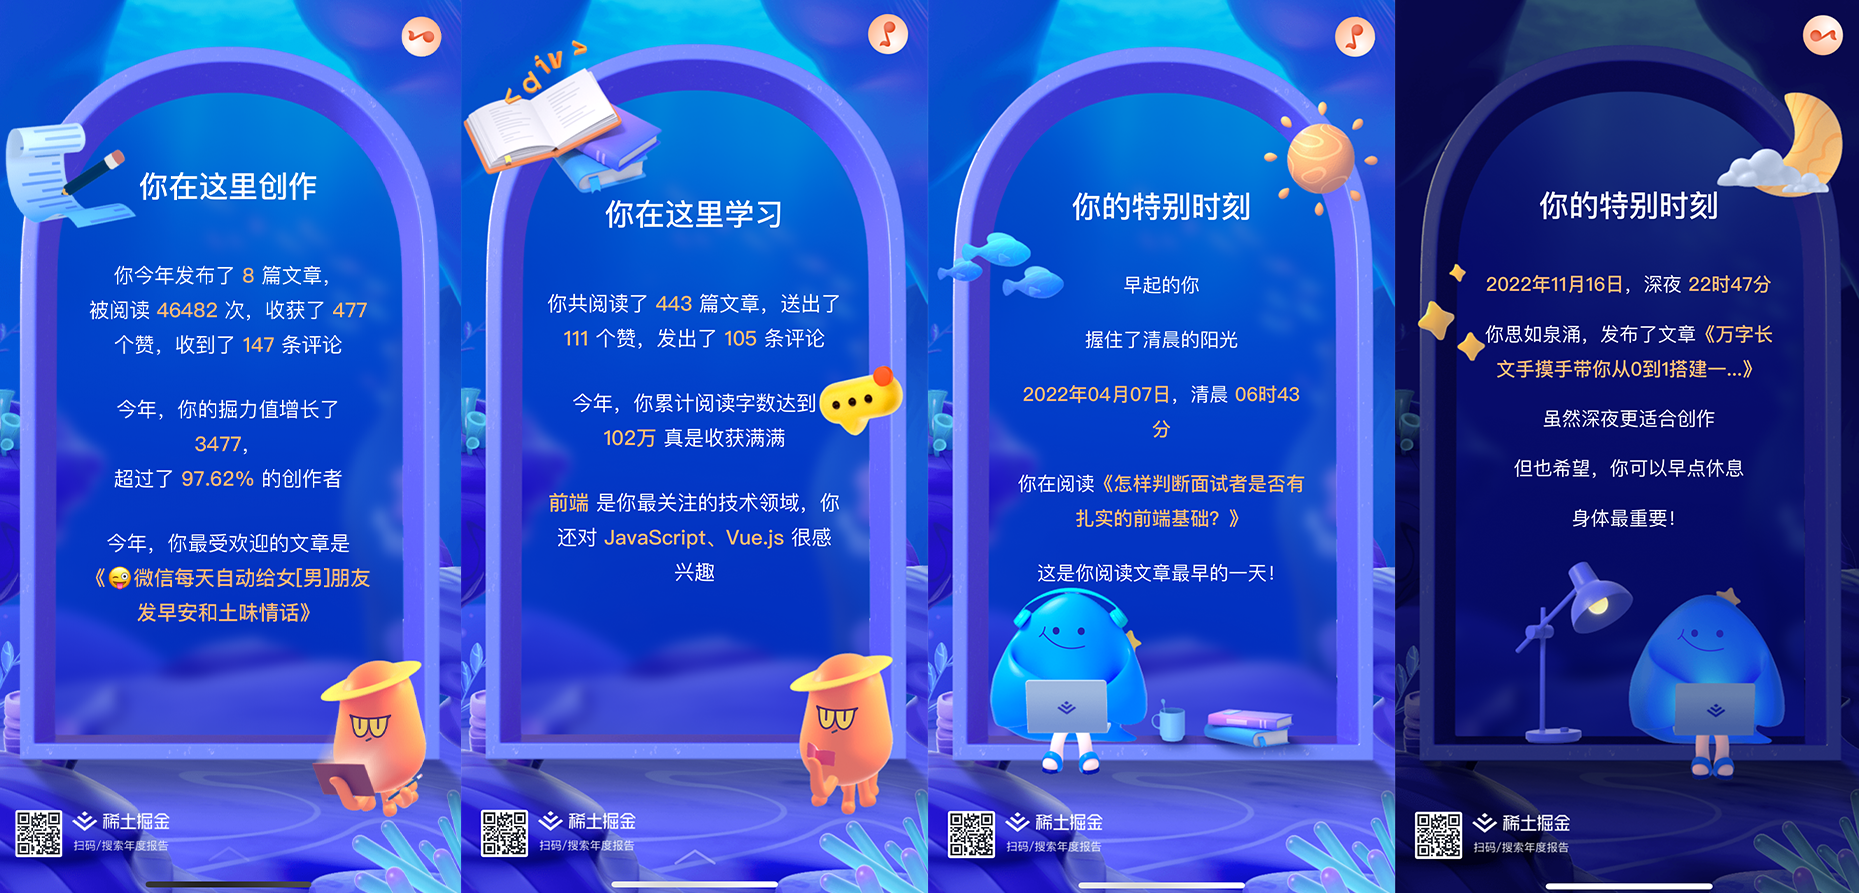 你在这里创作
你今年发布了 8 篇文章，
被阅读 46482 次，收获了 477
个赞，收到了 147 条评论
今年，你的掘力值增长了
3477，
超过了 97.62% 的创作者
今年，你最受欢迎的文章是
《😜微信每天自动给女[男]朋友
发早安和土味情话》
稀土掘金
扫码/搜索年度报告
<div>
你在这里学习
你共阅读了 443 篇文章，送出了
111 个赞，发出了 105 条评论
今年，你累计阅读字数达到
102万 真是收获满满
前端 是你最关注的技术领域，你
还对 JavaScript、Vue.js 很感
兴趣
稀土掘金
扫码/搜索年度报告
你的特别时刻
早起的你
握住了清晨的阳光
2022年04月07日，清晨 06时43
分
你在阅读《怎样判断面试者是否有
扎实的前端基础？》
这是你阅读文章最早的一天！
稀土掘金
扫码/搜索年度报告
你的特别时刻
2022年11月16日，深夜 22时47分
你思如泉涌，发布了文章《万字长
文手摸手带你从0到1搭建一...》
虽然深夜更适合创作
但也希望，你可以早点休息
身体最重要！
稀土掘金
扫码/搜索年度报告